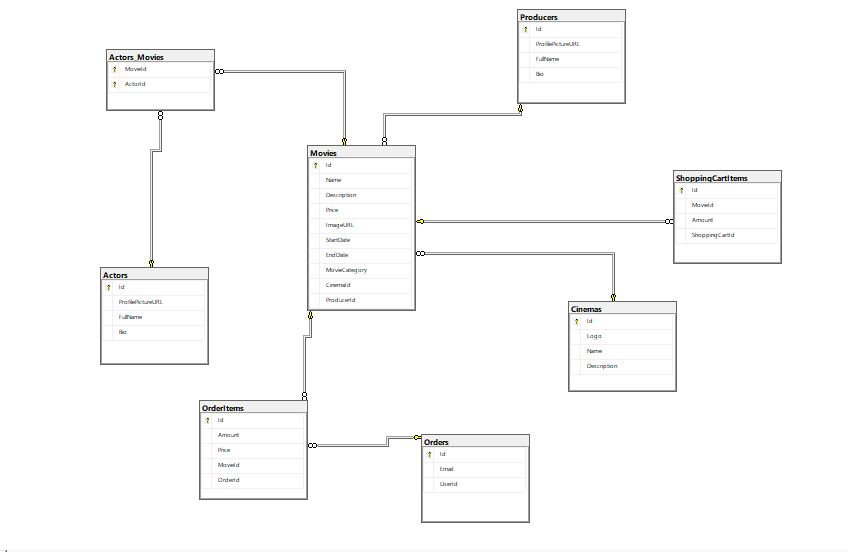 Producers
Id
ProfilePictureURL
FullName
Bio
Actors_Movies
MovieId
ActorId
Movies
Id
Name
Description
Price
ImageURL
StartDate
EndDate
MovieCategory
CinemaId
ProducerId
ShoppingCartItems
Id
MovieId
Amount
ShoppingCartId
Actors
Id
ProfilePictureURL
FullName
Bio
Cinemas
Id
Logo
Name
Description
OrderItems
Id
Amount
Price
MovieId
OrderId
Orders
Id
Email
UserId